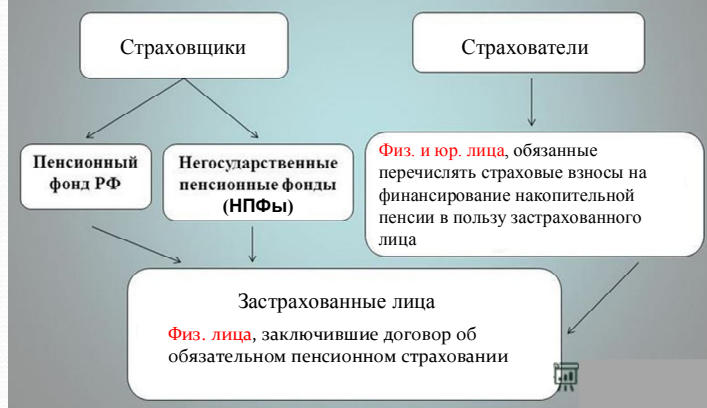 Страховщики
Страхователи
Пенсионный
фонд РФ
Негосударственные
пенсионные фонды
(НПФы)
Физ. и юр. лица, обязанные
перечислять страховые взносы на
финансирование накопительной
пенсии в пользу застрахованного
лица
Застрахованные лица
Физ. лица, заключившие договор об
обязательном пенсионном страховании